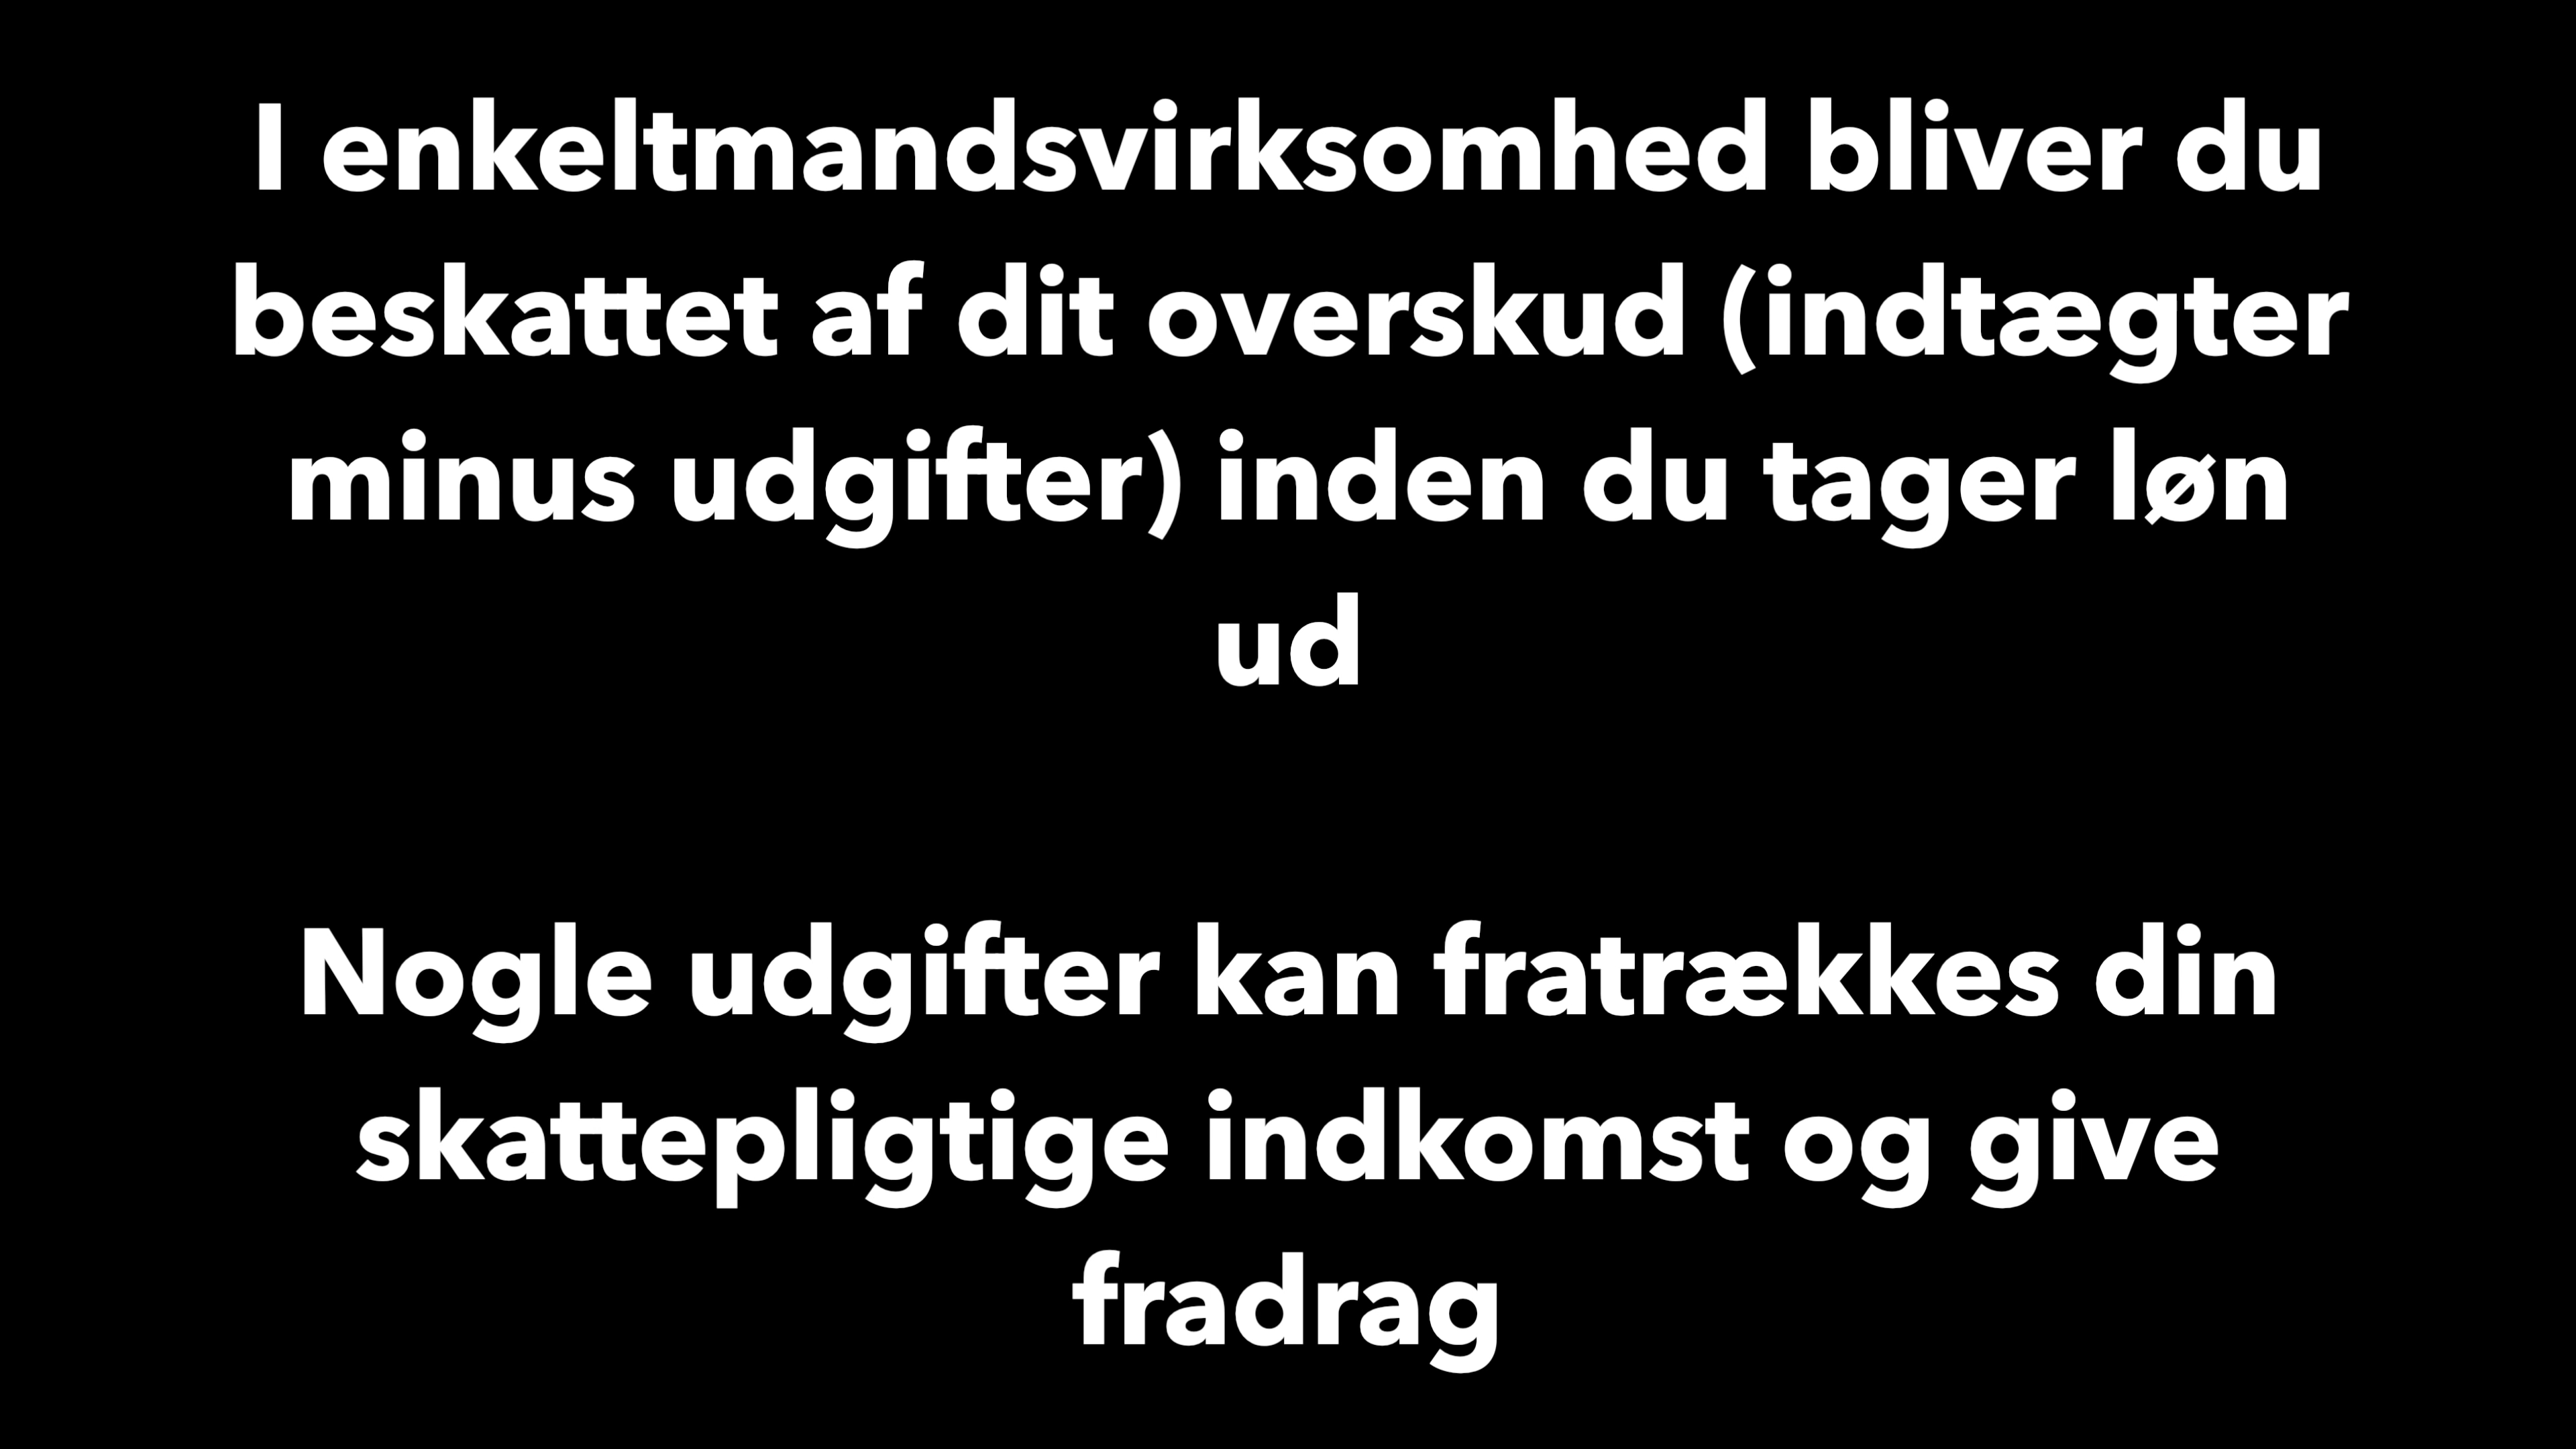 I enkeltmandsvirksomhed bliver du
beskattet af dit overskud (indtægter
minus udgifter) inden du tager løn
ud
Nogle udgifter kan fratrækkes din
skattepligtige indkomst og give
fradrag